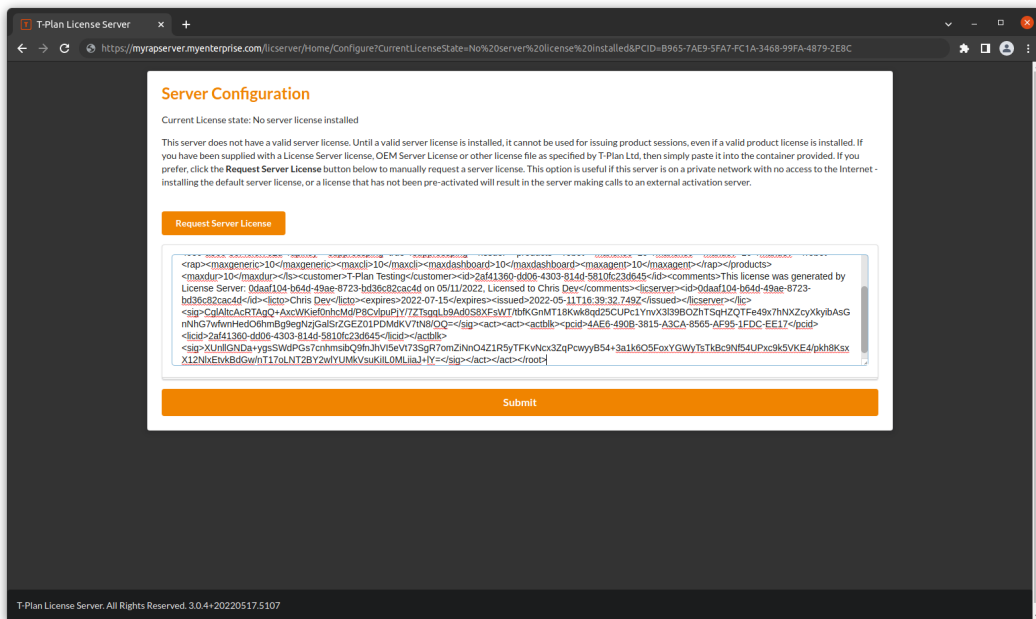 T-Plan License Server
https://myrapserver.myenterprise.com/licserver/Home/Configure?CurrentLicenseState=No%20server%20license%20installed&PCID=B965-7AE9-5FA7-FC1A-3468-99FA-4879-2E8C
Server Configuration
Current License state: No server license installed
This server does not have a valid server license. Until a valid server license is installed, it cannot be used for issuing product sessions, even if a valid product license is installed. If
you have been supplied with a License Server license, OEM Server License or other license file as specified by T-Plan Ltd, then simply paste it into the container provided. If you
prefer, click the Request Server License button below to manually request a server license. This option is useful if this server is on a private network with no access to the Internet -
installing the default server license, or a license that has not been pre-activated will result in the server making calls to an external activation server.
Request Server License
<rap><maxgeneric>10</maxgeneric><maxcli>10</maxcli><maxdashboard>10</maxdashboard><maxagent>10</maxagent></rap></products>
<maxdur>10</maxdur></ls><customer>T-Plan Testing</customer><id>2af41360-dd06-4303-814d-5810fc23d645</id><comments>This license was generated by
License Server: 0daaf104-b64d-49ae-8723-bd36c82cac4d on 05/11/2022, Licensed to Chris Dev</comments><licserver><id>0daaf104-b64d-49ae-8723-
bd36c82cac4d</id><licto>Chris Dev</licto><expires>2022-07-15</expires><issued>2022-05-11T16:39:32.749Z</issued></licserver></lic>
<sig>CglAltcAcRTAgQ+AxcWKief0nhcMd/P8CvlpuPjY/7ZTsgqLb9Ad0S8XFsWT/tbfKGnMT18Kwk8qd25CUPc1YnvX3l39BOZhTSqHZQTFe49x7hNXZcyXkyibAsG
nNhG7wfwnHedO6hmBg9egNzjGalSrZGEZ01PDMdKV7tN8/OQ=</sig><act><act><actblk><pcid>4AE6-490B-3815-A3CA-8565-AF95-1FDC-EE17</pcid>
<licid>2af41360-dd06-4303-814d-5810fc23d645</licid></actblk>
<sig>XUnllGNDa+ygsSWdPGs7cnhmsibQ9fnJhVI5eVt73SgR7omZiNnO4Z1R5yTFKvNcx3ZqPcwyyB54+3a1k6O5FoxYGWyTsTkBc9Nf54UPxc9k5VKE4/pkh8Ksx
X12NlxEtvkBdGw/nT17oLNT2BY2wlYUMkVsuKiIL0MLijaJ+lY=</sig></act></act></root>
Submit
T-Plan License Server. All Rights Reserved. 3.0.4+20220517.5107